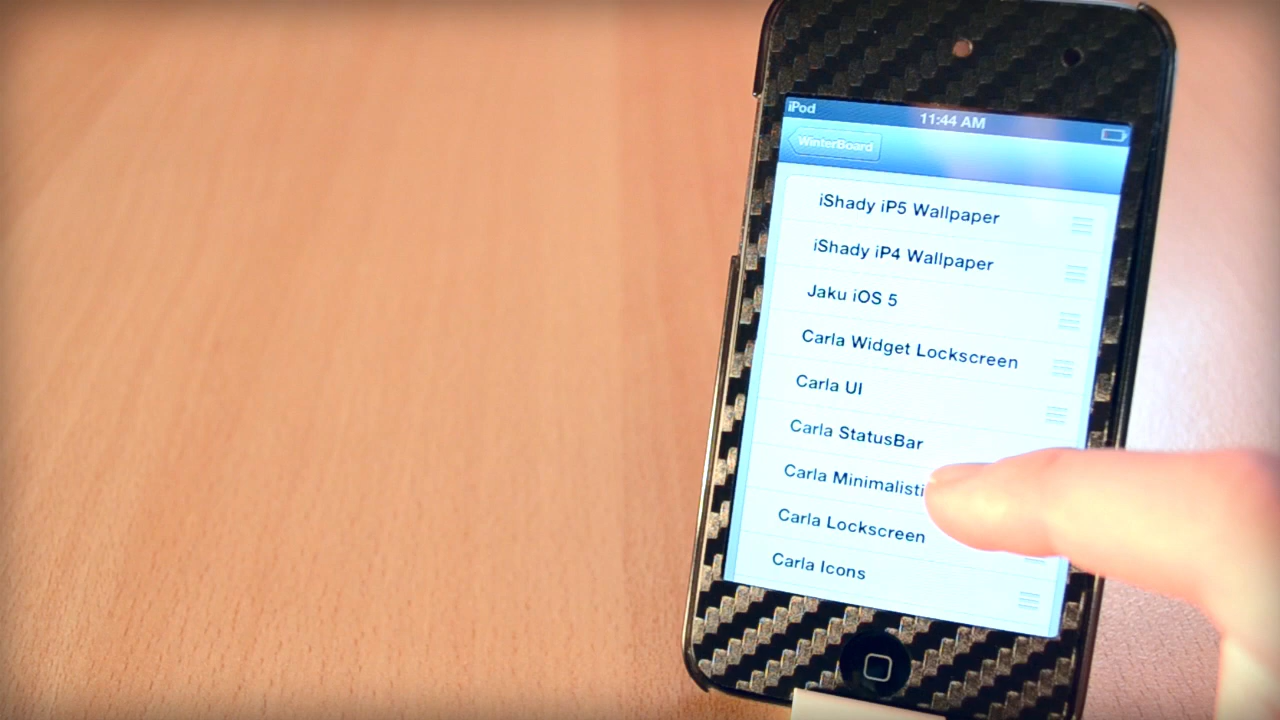 iPod 11:44 AM
WinterBoard
iShady iP5 Wallpaper
iShady iP4 Wallpaper
Jaku iOS 5
Carla Widget Lockscreen
Carla UI
Carla StatusBar
Carla Minimalisti
Carla Lockscreen
Carla Icons